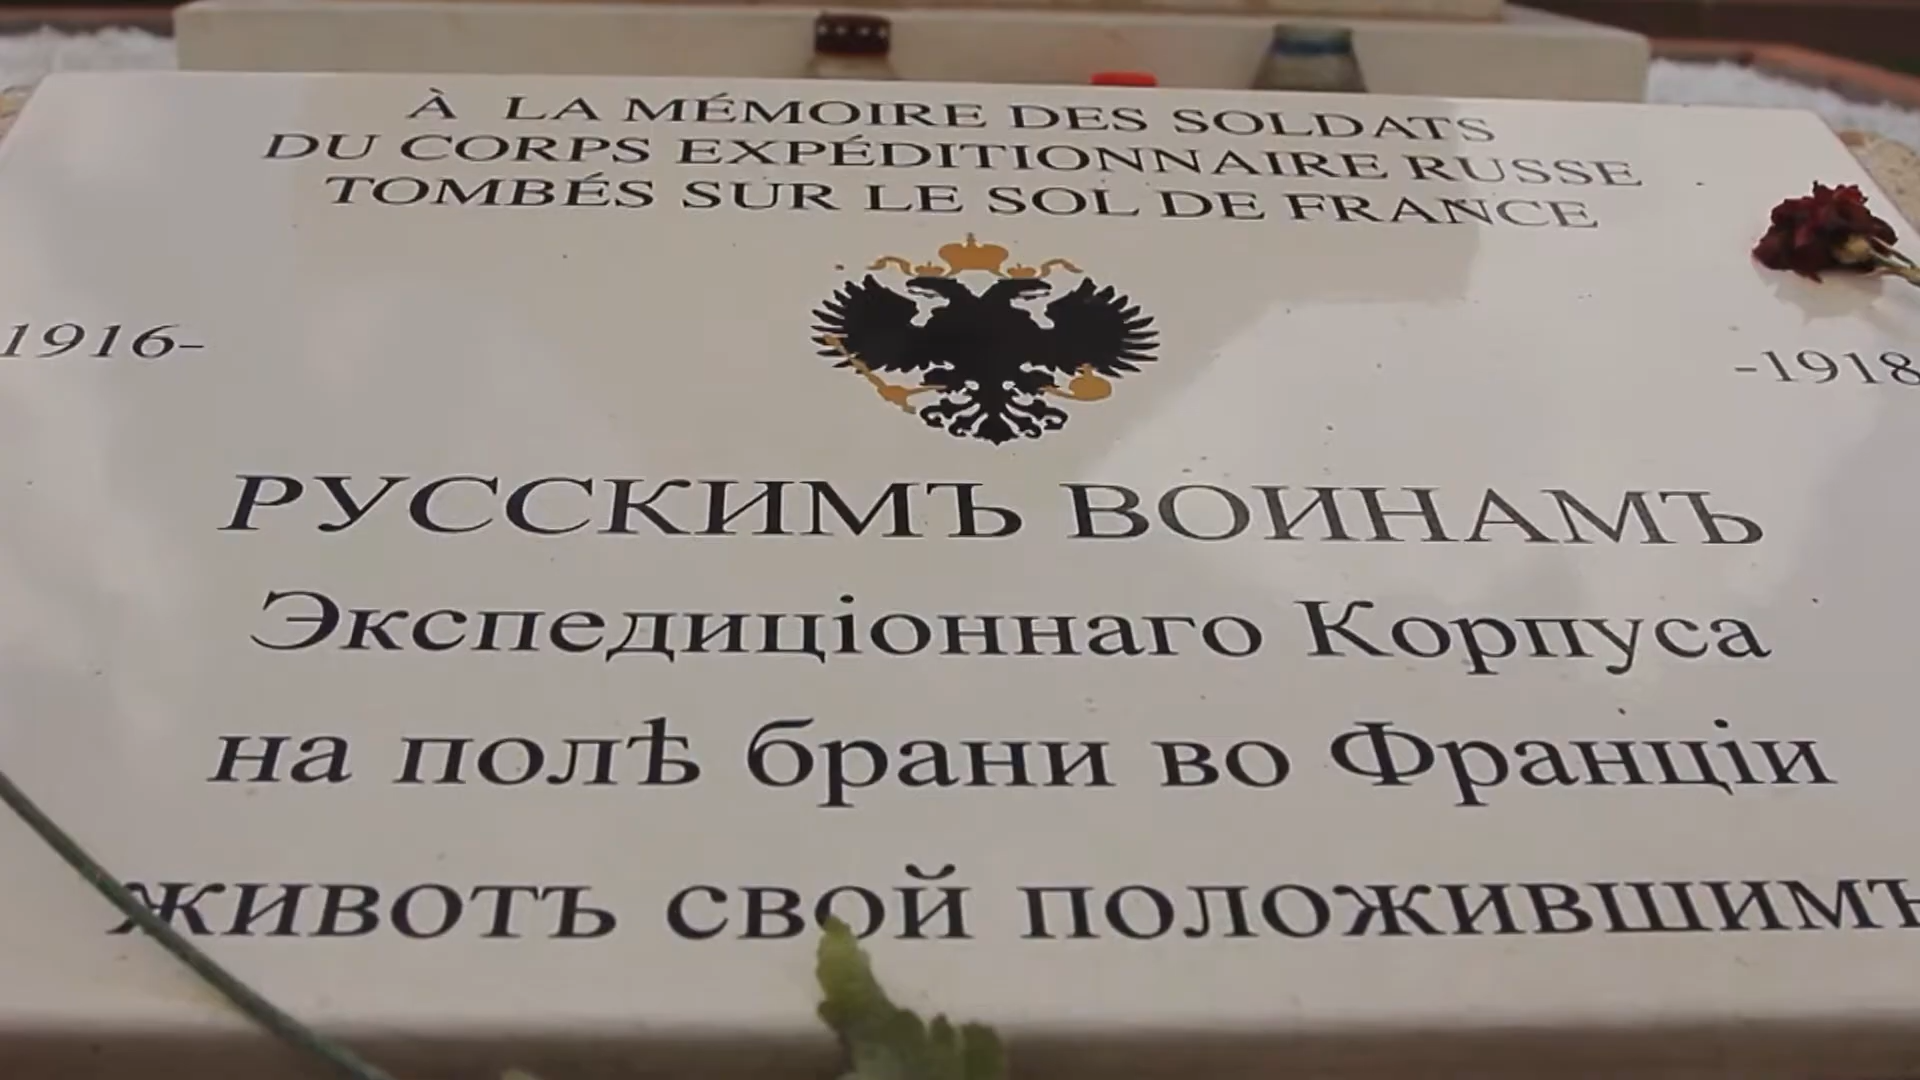 À LA MÉMOIRE DES SOLDATS
DU CORPS EXPÉDITIONNAIRE RUSSE
TOMBÉS SUR LE SOL DE FRANCE
1916- -1918
РУССКИМЪ ВОИНАМЪ
Экспедиціоннаго Корпуса
на полѣ брани во Франціи
животъ свой положившимъ